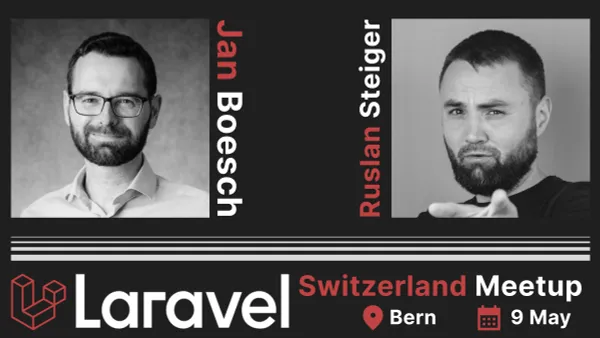 Jan Boesch
Ruslan Steiger
Laravel
Switzerland Meetup
Bern
9 May